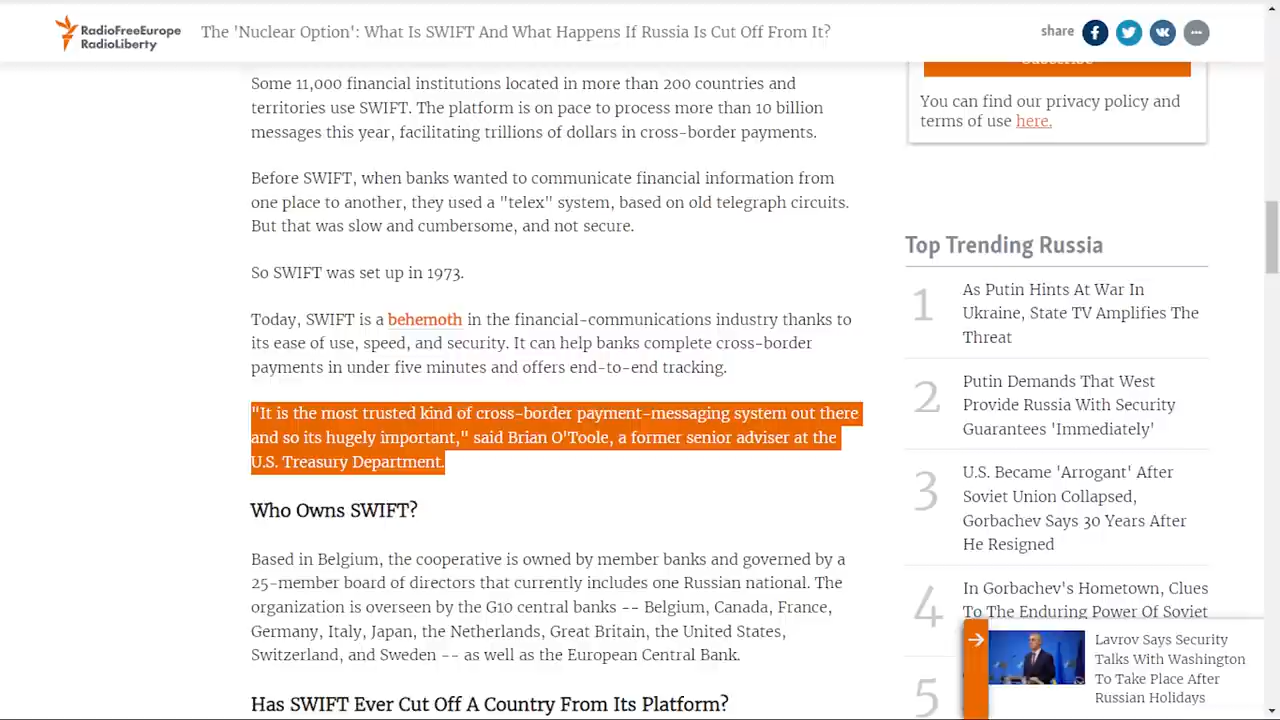 RadioFreeEurope
RadioLiberty
The 'Nuclear Option': What Is SWIFT And What Happens If Russia Is Cut Off From It?
share
Some 11,000 financial institutions located in more than 200 countries and
territories use SWIFT. The platform is on pace to process more than 10 billion
messages this year, facilitating trillions of dollars in cross-border payments.
Before SWIFT, when banks wanted to communicate financial information from
one place to another, they used a "telex" system, based on old telegraph circuits.
But that was slow and cumbersome, and not secure.
So SWIFT was set up in 1973.
Today, SWIFT is a behemoth in the financial-communications industry thanks to
its ease of use, speed, and security. It can help banks complete cross-border
payments in under five minutes and offers end-to-end tracking.
"It is the most trusted kind of cross-border payment-messaging system out there
and so its hugely important," said Brian O'Toole, a former senior adviser at the
U.S. Treasury Department.
Who Owns SWIFT?
Based in Belgium, the cooperative is owned by member banks and governed by a
25-member board of directors that currently includes one Russian national. The
organization is overseen by the G10 central banks -- Belgium, Canada, France,
Germany, Italy, Japan, the Netherlands, Great Britain, the United States,
Switzerland, and Sweden -- as well as the European Central Bank.
Has SWIFT Ever Cut Off A Country From Its Platform?
Subscribe
You can find our privacy policy and
terms of use here.
Top Trending Russia
1
As Putin Hints At War In
Ukraine, State TV Amplifies The
Threat
2
Putin Demands That West
Provide Russia With Security
Guarantees 'Immediately'
3
U.S. Became 'Arrogant' After
Soviet Union Collapsed,
Gorbachev Says 30 Years After
He Resigned
4
In Gorbachev's Hometown, Clues
To The Enduring Power Of Soviet
5
Lavrov Says Security
Talks With Washington
To Take Place After
Russian Holidays